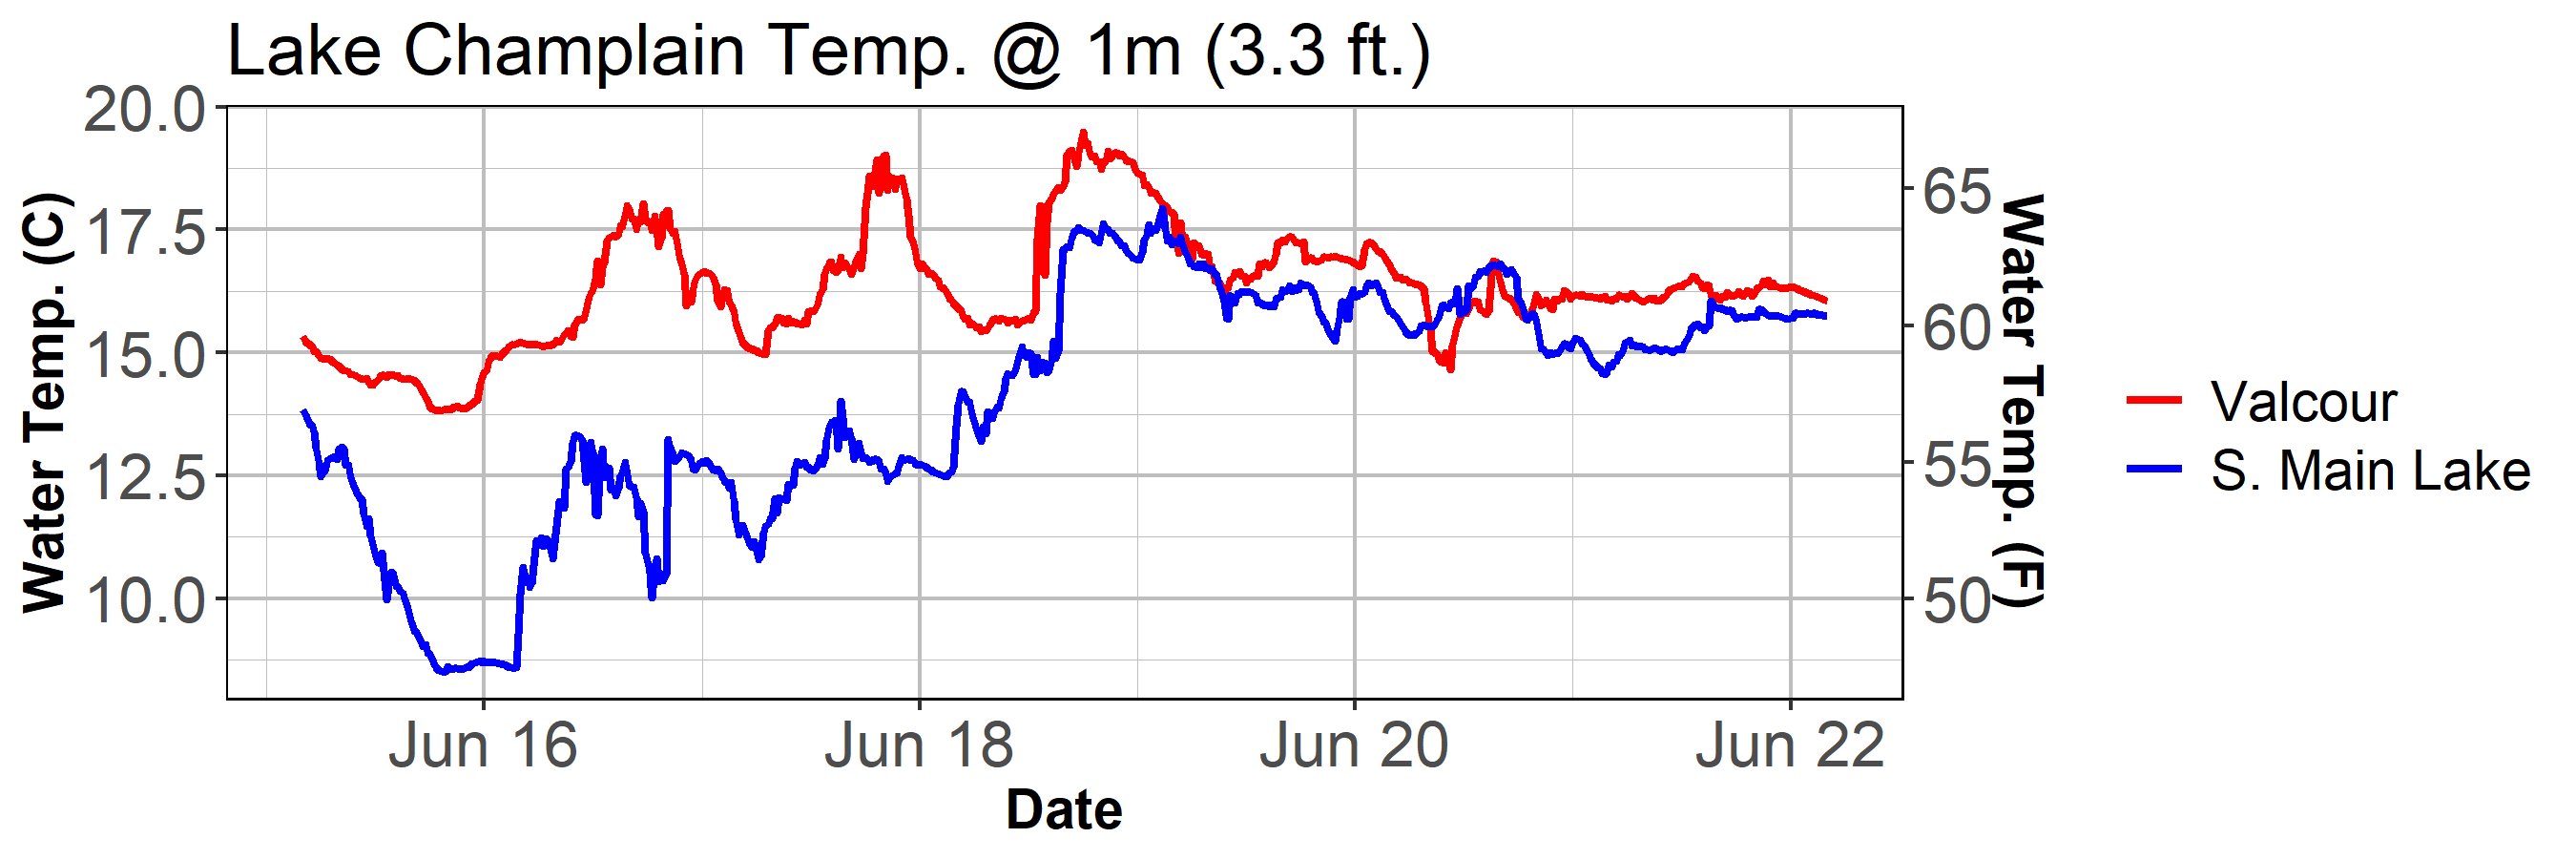 Lake Champlain Temp. @ 1m (3.3 ft.)
Water Temp. (C)
20.0
17.5
15.0
12.5
10.0
65
60
55
50
Water Temp. (F)
Jun 16
Jun 18
Jun 20
Jun 22
Date
Valcour
S. Main Lake